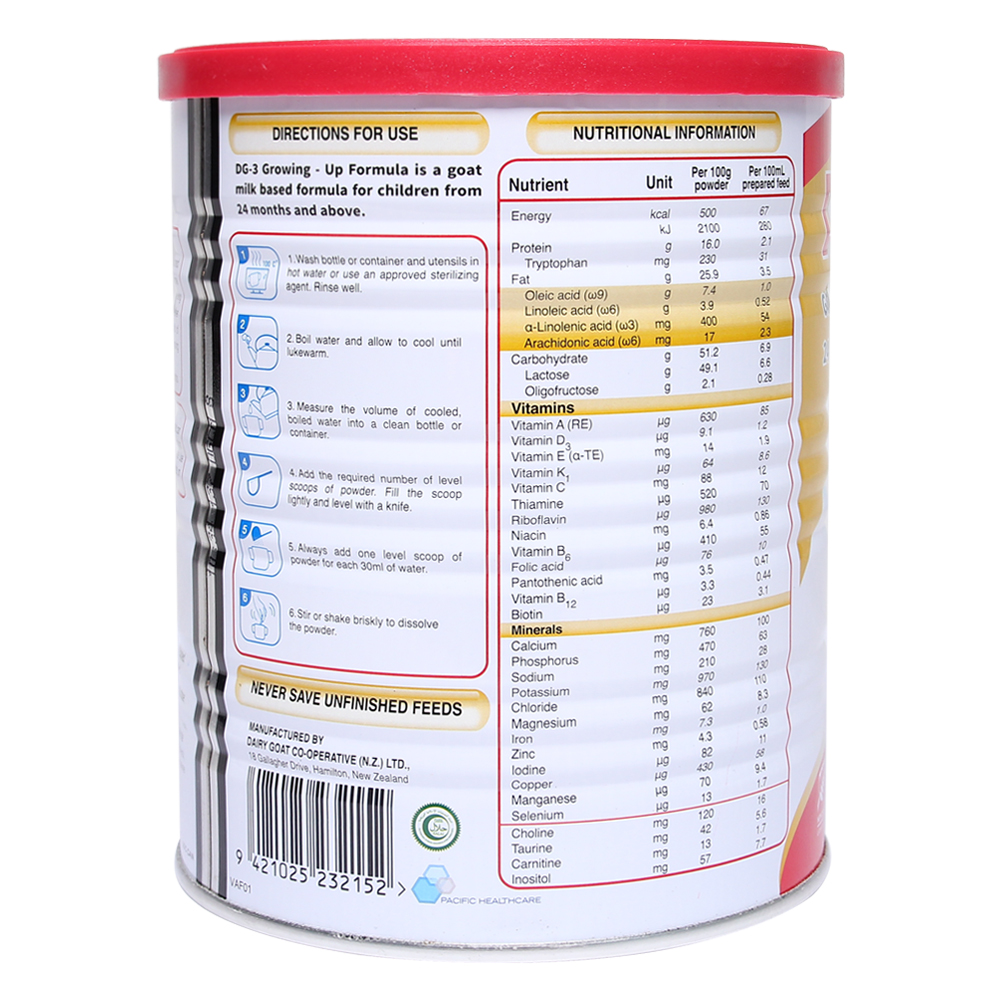 DIRECTIONS FOR USE
DG-3 Growing - Up Formula is a goat
milk based formula for children from
24 months and above.
1
1.Wash bottle or container and utensils in
hot water or use an approved sterilizing
agent. Rinse well.
2
2.Boil water and allow to cool until
lukewarm.
3
3. Measure the volume of cooled,
boiled water into a clean bottle or
container.
4
4.Add the required number of level
scoops of powder. Fill the scoop
lightly and level with a knife.
5
5.Always add one level scoop of
powder for each 30ml of water.
6
6.Stir or shake briskly to dissolve
the powder.
NEVER SAVE UNFINISHED FEEDS
MANUFACTURED BY
DAIRY GOAT CO-OPERATIVE (N.Z.) LTD.,
18 Gallagher Drive, Hamilton, New Zealand
9 421025 232152 >
VAF01
PACIFIC HEALTHCARE
NUTRITIONAL INFORMATION
Nutrient Unit Per 100g powder Per 100mL prepared feed
Energy kcal 500 67
kJ 2100 280
Protein g 16.0 2.1
Tryptophan mg 230 31
Fat g 25.9 3.5
Oleic acid (ω9) g 7.4 1.0
Linoleic acid (ω6) g 3.9 0.52
α-Linolenic acid (ω3) mg 400 54
Arachidonic acid (ω6) mg 17 2.3
Carbohydrate g 51.2 6.9
Lactose g 49.1 6.6
Oligofructose g 2.1 0.28
Vitamins
Vitamin A (RE) µg 630 85
Vitamin D3 µg 9.1 1.2
Vitamin E (α-TE) mg 14 1.9
Vitamin K1 µg 64 8.6
Vitamin C mg 88 12
Thiamine µg 520 70
Riboflavin µg 980 130
Niacin mg 6.4 0.86
Vitamin B6 µg 410 55
Folic acid µg 76 10
Pantothenic acid mg 3.5 0.47
Vitamin B12 µg 3.3 0.44
Biotin µg 23 3.1
Minerals
Calcium mg 760 100
Phosphorus mg 470 63
Sodium mg 210 28
Potassium mg 970 130
Chloride mg 840 110
Magnesium mg 62 8.3
Iron mg 7.3 1.0
Zinc mg 4.3 0.58
Iodine µg 82 11
Copper µg 430 58
Manganese µg 70 9.4
Selenium µg 13 1.7
Choline mg 120 16
Taurine mg 42 5.6
Carnitine mg 13 1.7
Inositol mg 57 7.7